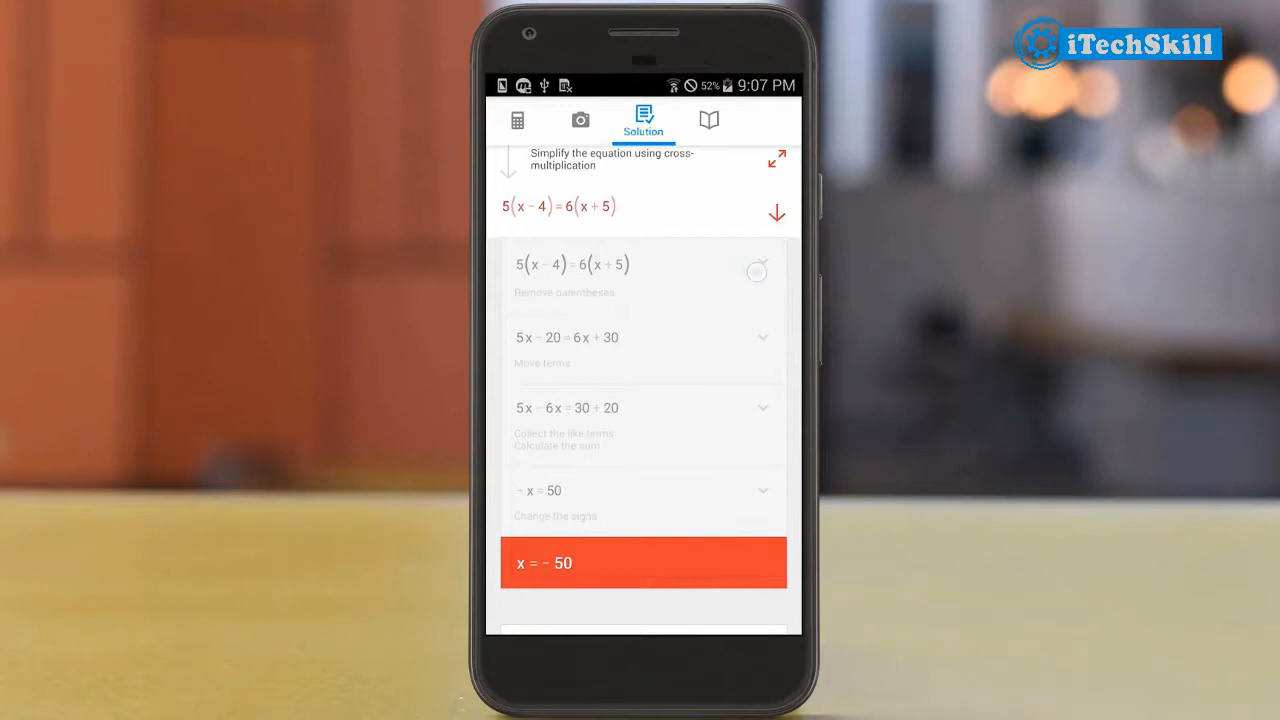 iTechSkill
52% 9:07 PM
Solution
Simplify the equation using cross-
multiplication
5(x − 4) = 6(x + 5)
5(x − 4) = 6(x + 5)
Remove parentheses
5x − 20 = 6x + 30
Move terms
5x − 6x = 30 + 20
Collect the like terms
Calculate the sum
− x = 50
Change the signs
x = − 50